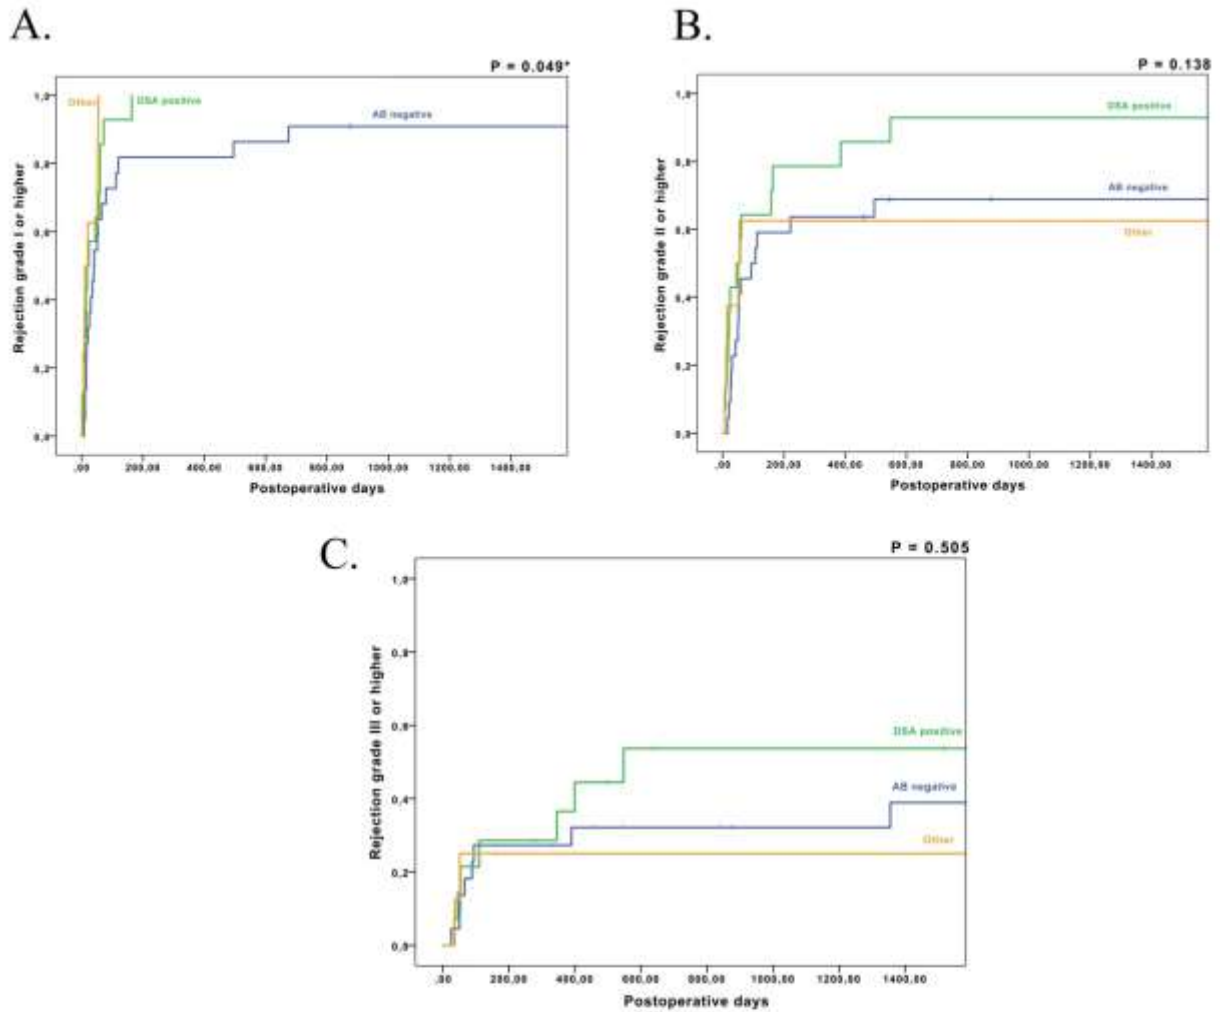 A.
P = 0.049*
Other
DSA positive
AB negative
Rejection grade I or higher
1,0
0,8
0,6
0,4
0,2
0,0
,00 200,00 400,00 600,00 800,00 1000,00 1200,00 1400,00
Postoperative days
B.
P = 0.138
DSA positive
AB negative
Other
Rejection grade II or higher
1,0
0,8
0,6
0,4
0,2
0,0
,00 200,00 400,00 600,00 800,00 1000,00 1200,00 1400,00
Postoperative days
C.
P = 0.505
DSA positive
AB negative
Other
Rejection grade III or higher
1,0
0,8
0,6
0,4
0,2
0,0
,00 200,00 400,00 600,00 800,00 1000,00 1200,00 1400,00
Postoperative days